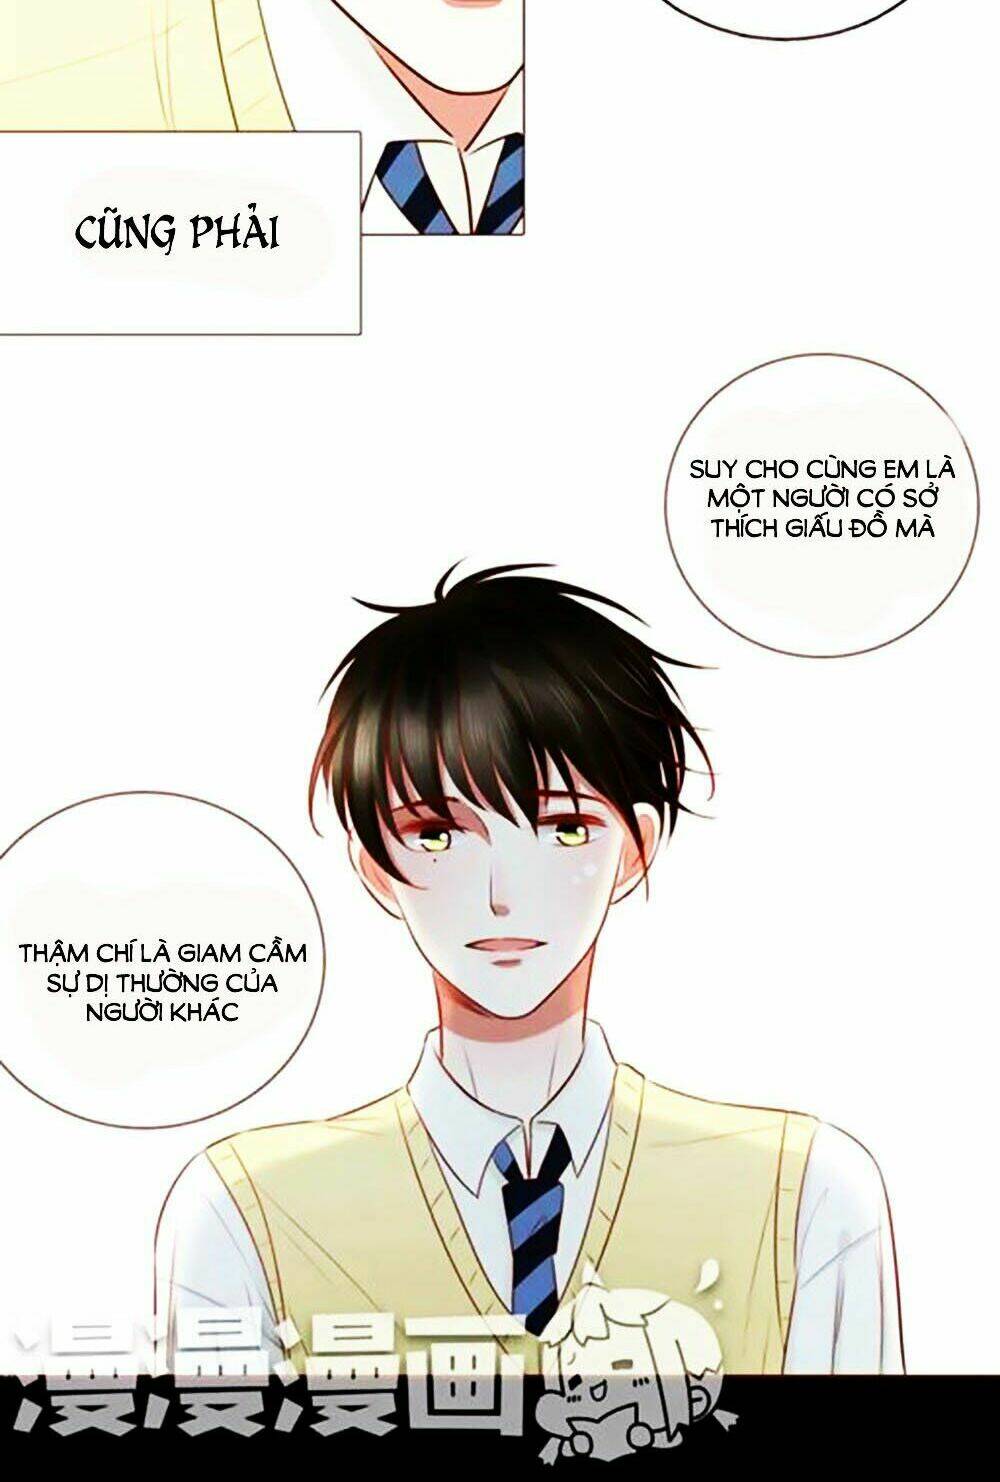 CŨNG PHẢI
SUY CHO CÙNG EM LÀ
MỘT NGƯỜI CÓ SỞ
THÍCH GIẤU ĐỒ MÀ
THẬM CHÍ LÀ GIAM CẦM
SỰ DỊ THƯỜNG CỦA
NGƯỜI KHÁC
漫漫漫画